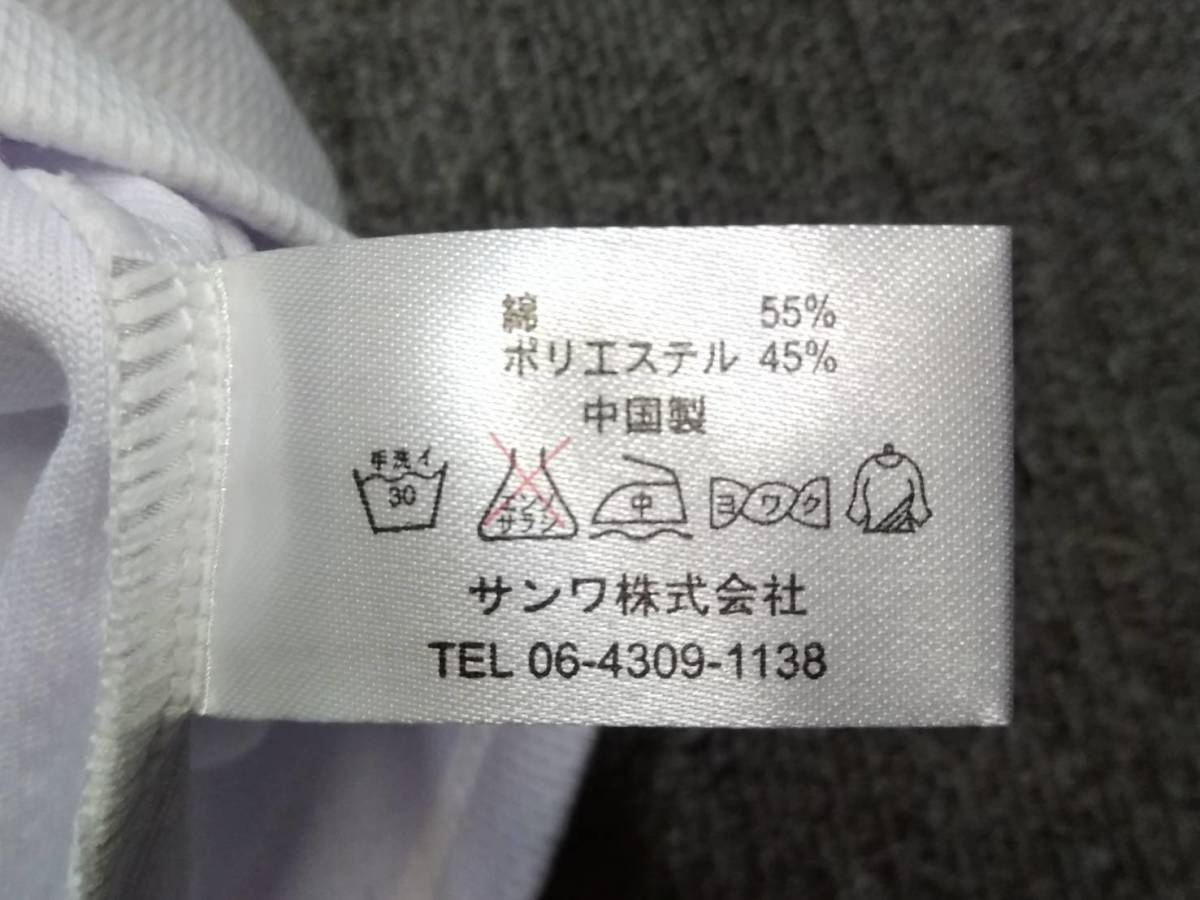 綿 55%
ポリエステル 45%
中国製
手洗イ 30 エンソ サラシ 中 ヨワク
サンワ株式会社
TEL 06-4309-1138